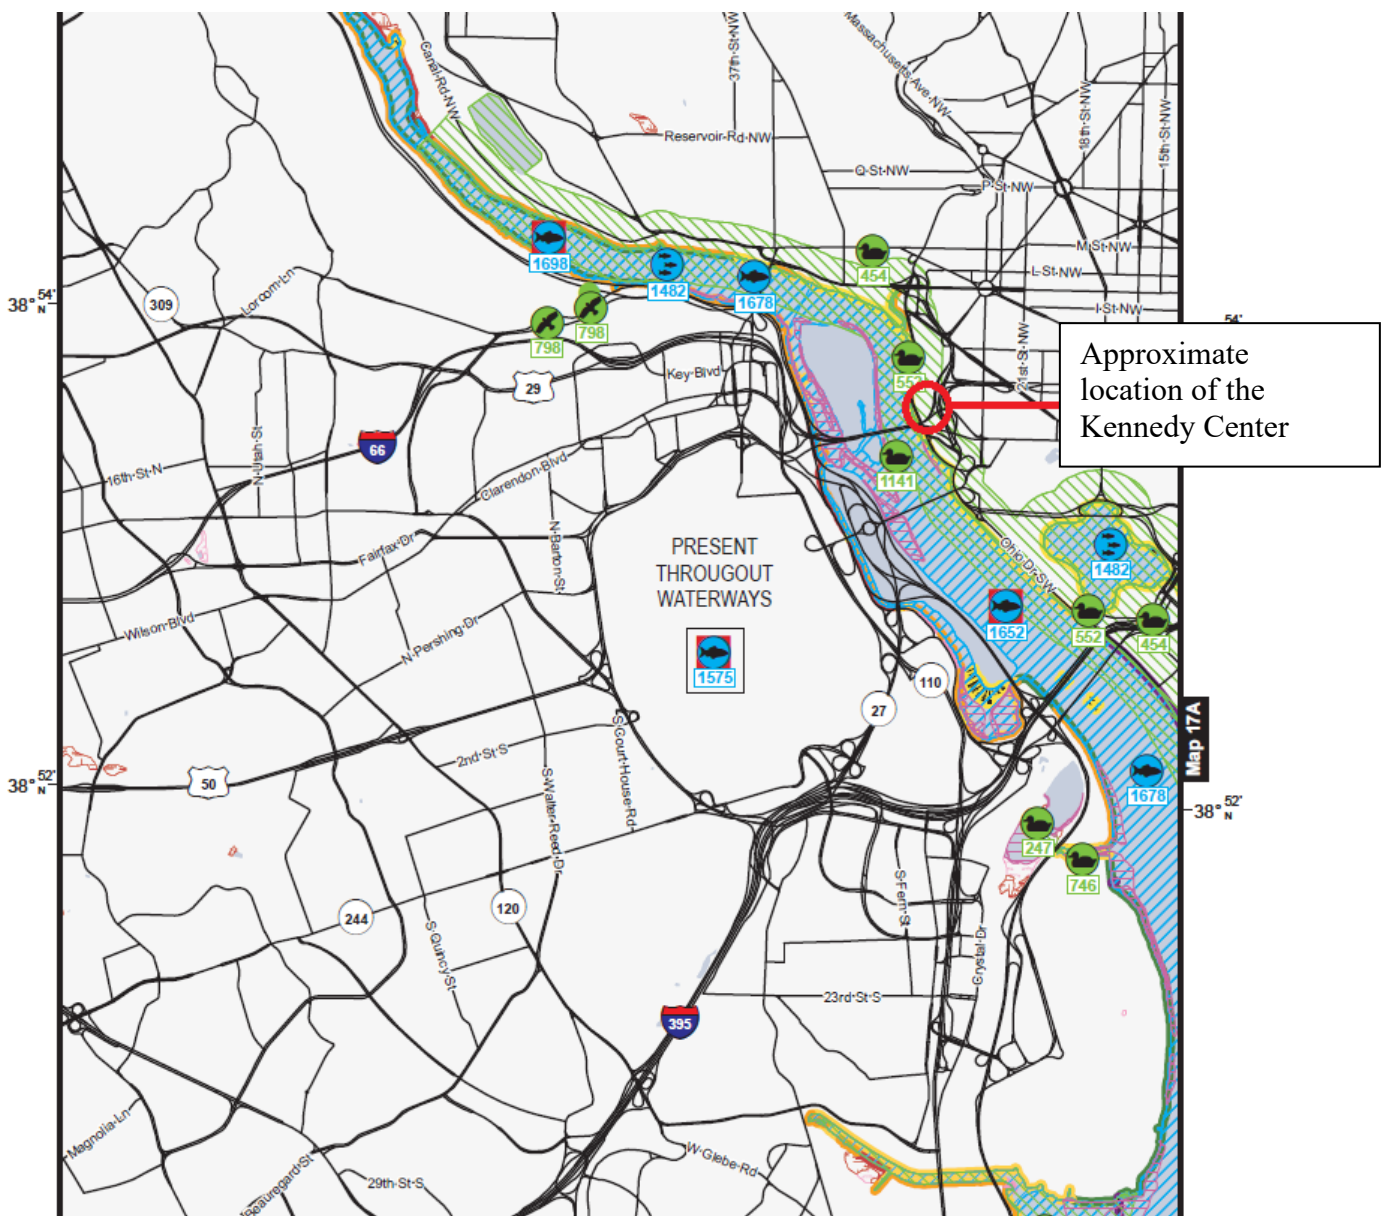 Canal Rd NW
37th St NW
Massachusetts Ave NW
18th St NW
15th St NW
Reservoir Rd NW
Q St NW
P St NW
M St NW
L St NW
I St NW
21st St NW
1698
1482
1678
454
38° 54' N
309
Lorcom Ln
798
798
29
Key Blvd
552
54'
Approximate
location of the
Kennedy Center
66
N Utah St
16th St N
Clarendon Blvd
1141
Fairfax Dr
N Barton St
PRESENT
THROUGOUT
WATERWAYS
1575
Ohio Dr SW
1482
1652
552
454
Wilson Blvd
N Pershing Dr
110
27
Map 17A
2nd St S
S Court House Rd
50
38° 52' N
S Walter Reed Dr
1678
38° 52' N
247
746
244
120
S Quincy St
S Fern St
Crystal Dr
23rd St S
395
Magnolia Ln
Beauregard St
29th St S
W Glebe Rd